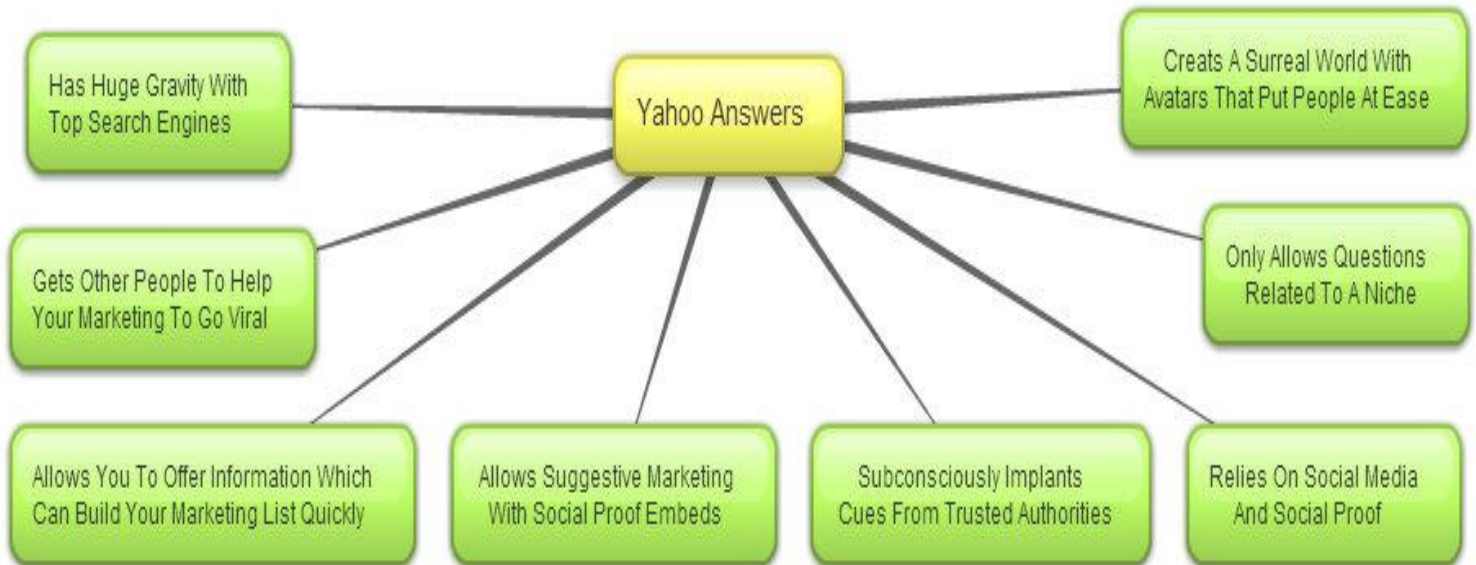 Yahoo Answers
Has Huge Gravity With
Top Search Engines
Creats A Surreal World With
Avatars That Put People At Ease
Gets Other People To Help
Your Marketing To Go Viral
Only Allows Questions
Related To A Niche
Allows You To Offer Information Which
Can Build Your Marketing List Quickly
Allows Suggestive Marketing
With Social Proof Embeds
Subconsciously Implants
Cues From Trusted Authorities
Relies On Social Media
And Social Proof